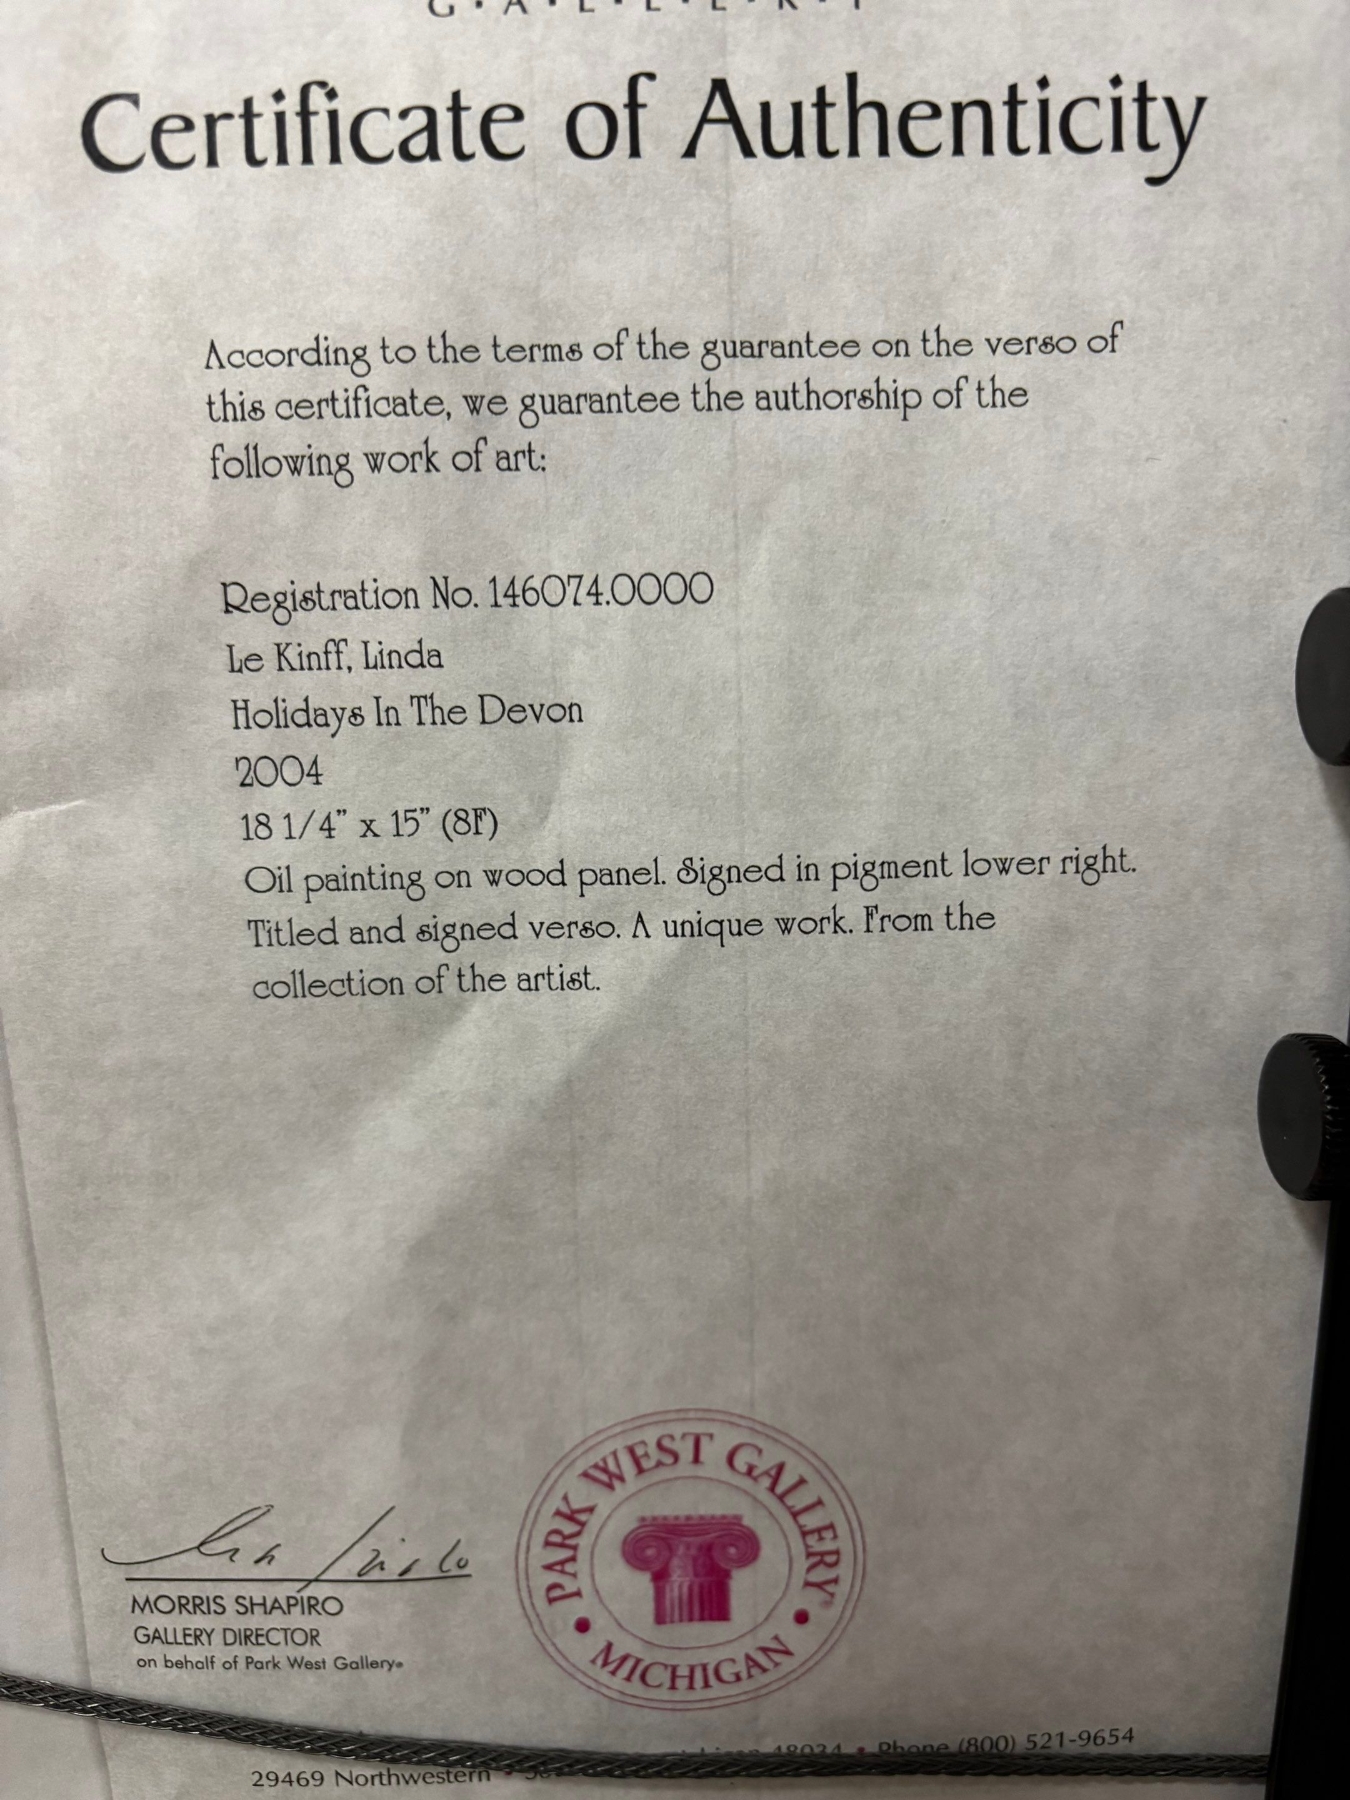 G·A·L·L·E·R·Y
Certificate of Authenticity
According to the terms of the guarantee on the verso of
this certificate, we guarantee the authorship of the
following work of art:
Registration No. 146074.0000
Le Kinff, Linda
Holidays In The Devon
2004
18 1/4" x 15" (8F)
Oil painting on wood panel. Signed in pigment lower right.
Titled and signed verso. A unique work. From the
collection of the artist.
MORRIS SHAPIRO
GALLERY DIRECTOR
on behalf of Park West Gallery®
PARK WEST GALLERY®
• MICHIGAN •
29469 Northwestern • 48034 • Phone (800) 521-9654